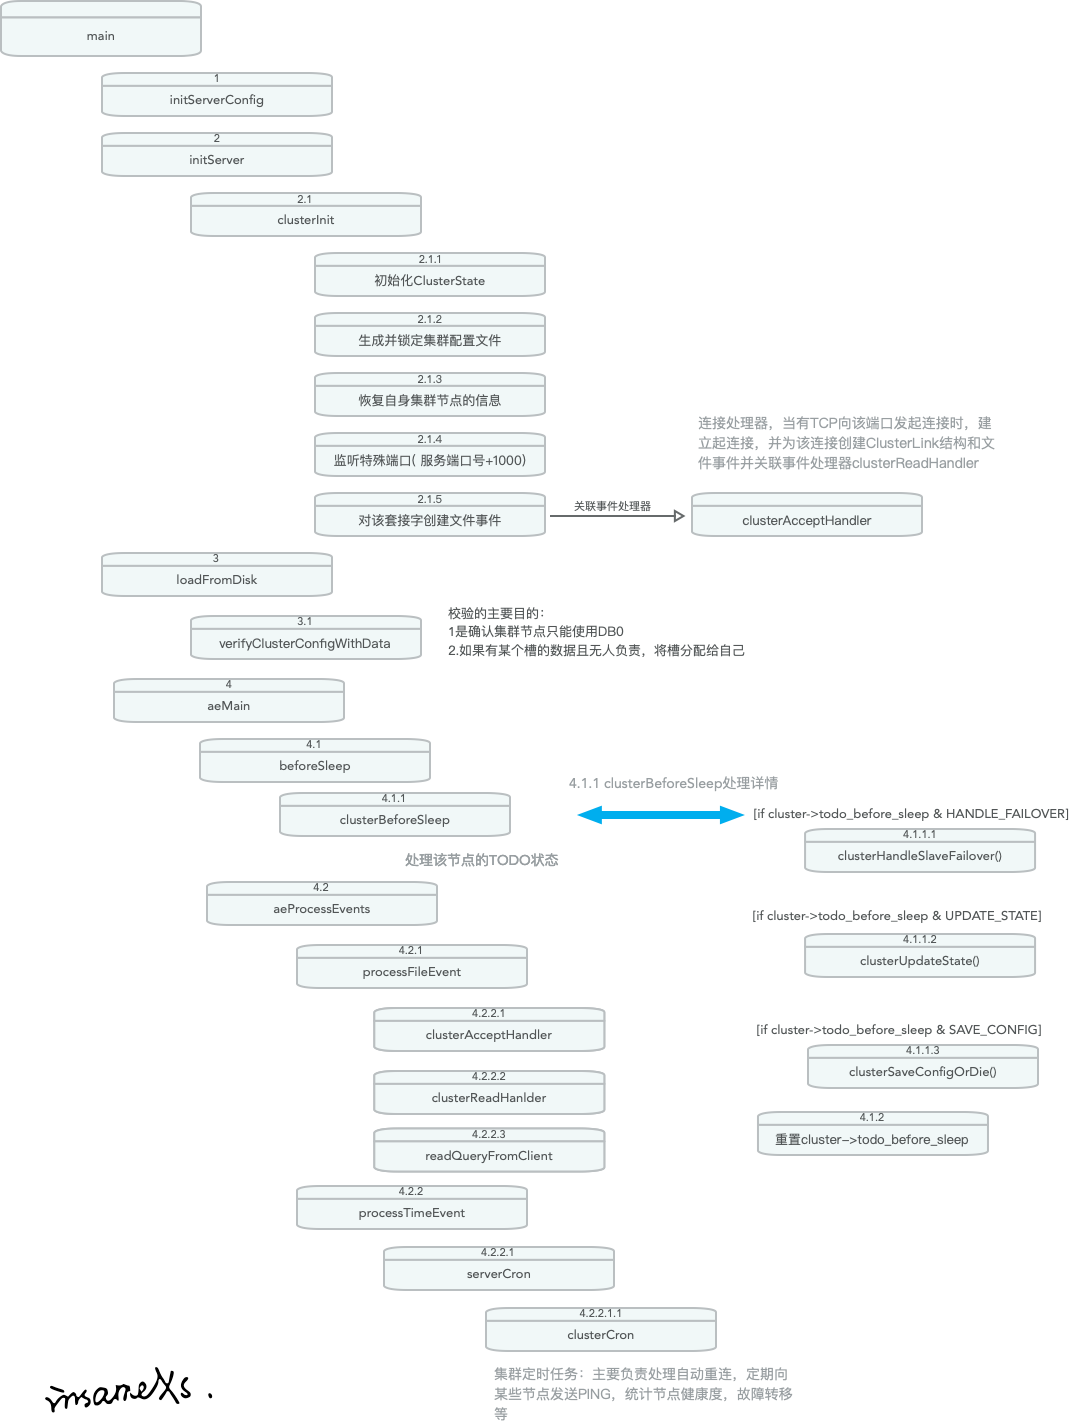 main
1
initServerConfig
2
initServer
2.1
clusterInit
2.1.1
初始化ClusterState
2.1.2
生成并锁定集群配置文件
2.1.3
恢复自身集群节点的信息
2.1.4
监听特殊端口( 服务端口号+1000)
连接处理器，当有TCP向该端口发起连接时，建
立起连接，并为该连接创建ClusterLink结构和文
件事件并关联事件处理器clusterReadHandler
2.1.5
对该套接字创建文件事件
关联事件处理器
clusterAcceptHandler
3
loadFromDisk
3.1
verifyClusterConfigWithData
校验的主要目的：
1是确认集群节点只能使用DB0
2.如果有某个槽的数据且无人负责，将槽分配给自己
4
aeMain
4.1
beforeSleep
4.1.1
clusterBeforeSleep
处理该节点的TODO状态
4.1.1 clusterBeforeSleep处理详情
[if cluster->todo_before_sleep & HANDLE_FAILOVER]
4.1.1.1
clusterHandleSlaveFailover()
[if cluster->todo_before_sleep & UPDATE_STATE]
4.1.1.2
clusterUpdateState()
[if cluster->todo_before_sleep & SAVE_CONFIG]
4.1.1.3
clusterSaveConfigOrDie()
4.1.2
重置cluster->todo_before_sleep
4.2
aeProcessEvents
4.2.1
processFileEvent
4.2.2.1
clusterAcceptHandler
4.2.2.2
clusterReadHanlder
4.2.2.3
readQueryFromClient
4.2.2
processTimeEvent
4.2.2.1
serverCron
4.2.2.1.1
clusterCron
集群定时任务：主要负责处理自动重连，定期向
某些节点发送PING，统计节点健康度，故障转移
等
insaneXs.